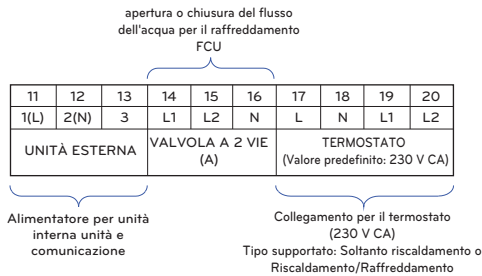 apertura o chiusura del flusso
dell'acqua per il raffreddamento
FCU
11 12 13 14 15 16 17 18 19 20
1(L) 2(N) 3 L1 L2 N L N L1 L2
UNITÀ ESTERNA
VALVOLA A 2 VIE
(A)
TERMOSTATO
(Valore predefinito: 230 V CA)
Alimentatore per unità
interna unità e
comunicazione
Collegamento per il termostato
(230 V CA)
Tipo supportato: Soltanto riscaldamento o
Riscaldamento/Raffreddamento